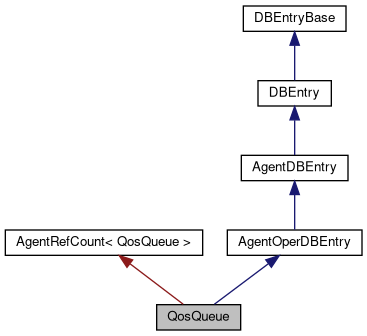 DBEntryBase
DBEntry
AgentDBEntry
AgentRefCount< QosQueue >
AgentOperDBEntry
QosQueue